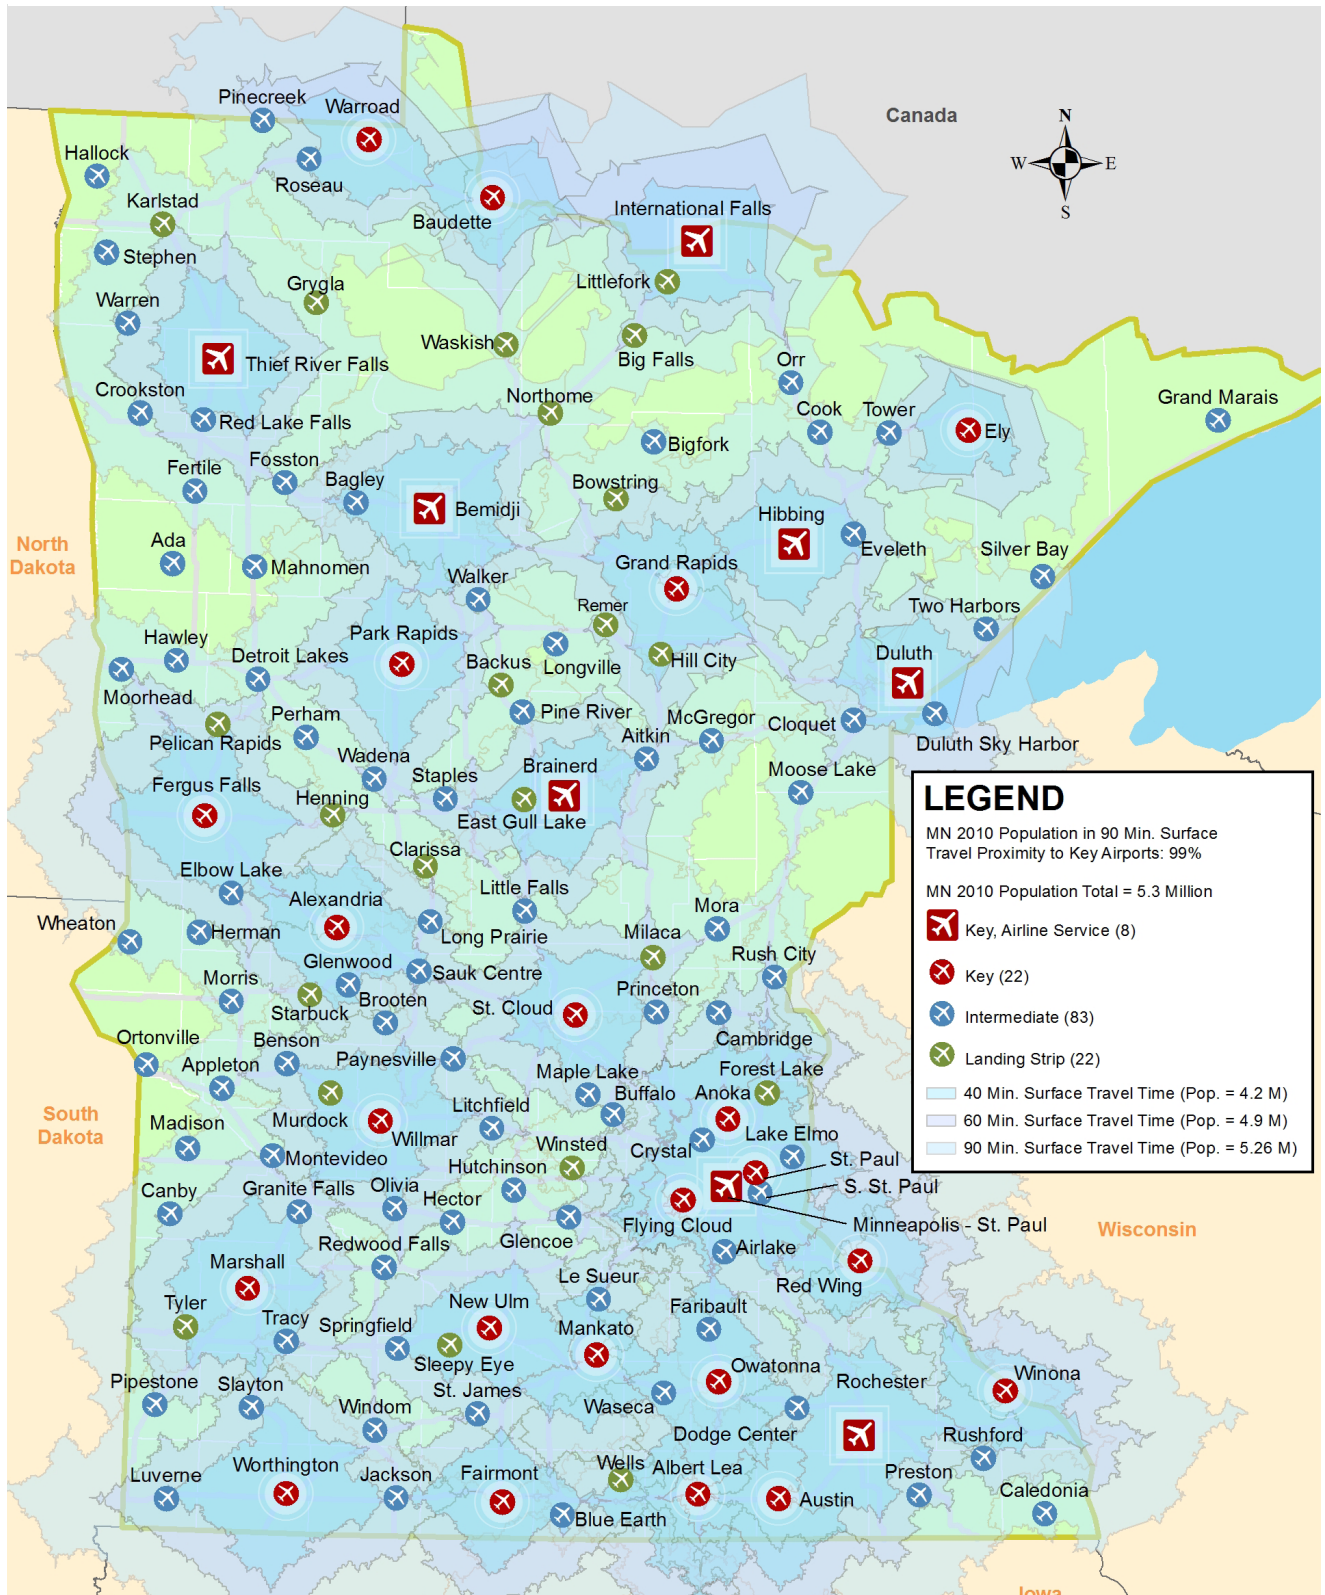 Pinecreek
Warroad
Canada
N
W
E
S
Hallock
Roseau
Karlstad
Baudette
International Falls
Stephen
Littlefork
Grygla
Warren
Waskish
Big Falls
Orr
Thief River Falls
Crookston
Northome
Grand Marais
Cook
Tower
Red Lake Falls
Ely
Bigfork
Fosston
Fertile
Bagley
Bowstring
Bemidji
Hibbing
North
Dakota
Ada
Eveleth
Silver Bay
Mahnomen
Grand Rapids
Walker
Remer
Two Harbors
Park Rapids
Hawley
Detroit Lakes
Longville
Backus
Hill City
Duluth
Moorhead
Perham
Pine River
McGregor
Cloquet
Pelican Rapids
Aitkin
Duluth Sky Harbor
Wadena
Staples
Brainerd
Moose Lake
Fergus Falls
Henning
East Gull Lake
LEGEND
MN 2010 Population in 90 Min. Surface
Travel Proximity to Key Airports: 99%
MN 2010 Population Total = 5.3 Million
Key, Airline Service (8)
Key (22)
Intermediate (83)
Landing Strip (22)
40 Min. Surface Travel Time (Pop. = 4.2 M)
60 Min. Surface Travel Time (Pop. = 4.9 M)
90 Min. Surface Travel Time (Pop. = 5.26 M)
Clarissa
Elbow Lake
Alexandria
Little Falls
Mora
Wheaton
Herman
Long Prairie
Milaca
Rush City
Glenwood
Sauk Centre
Morris
Princeton
Starbuck
Brooten
St. Cloud
Ortonville
Benson
Paynesville
Cambridge
Appleton
Maple Lake
Forest Lake
Buffalo
Anoka
South
Dakota
Madison
Murdock
Litchfield
Willmar
Winsted
Crystal
Lake Elmo
Montevideo
Hutchinson
St. Paul
Canby
Granite Falls
Olivia
Hector
S. St. Paul
Flying Cloud
Minneapolis - St. Paul
Wisconsin
Glencoe
Redwood Falls
Airlake
Marshall
Le Sueur
Red Wing
Tyler
Tracy
Springfield
New Ulm
Faribault
Mankato
Sleepy Eye
Owatonna
Pipestone
Slayton
St. James
Rochester
Winona
Windom
Waseca
Dodge Center
Rushford
Luverne
Worthington
Jackson
Fairmont
Wells
Albert Lea
Preston
Caledonia
Austin
Blue Earth
Iowa